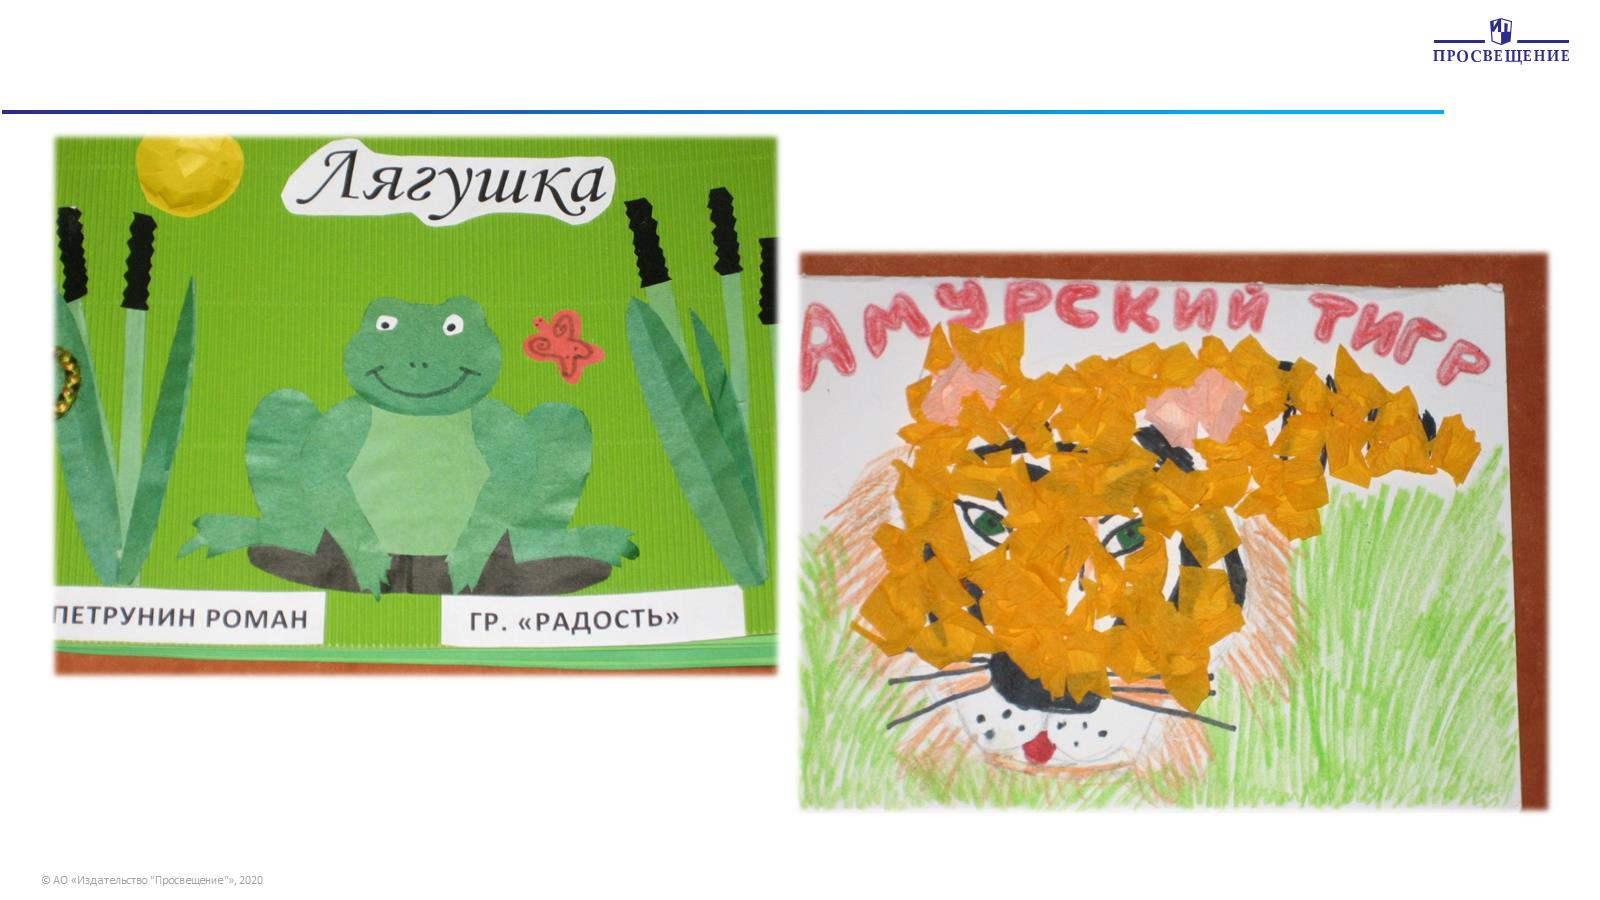 ПРОСВЕЩЕНИЕ
Лягушка
ПЕТРУНИН РОМАН
ГР. «РАДОСТЬ»
АМУРСКИЙ ТИГР
© АО «Издательство "Просвещение"», 2020